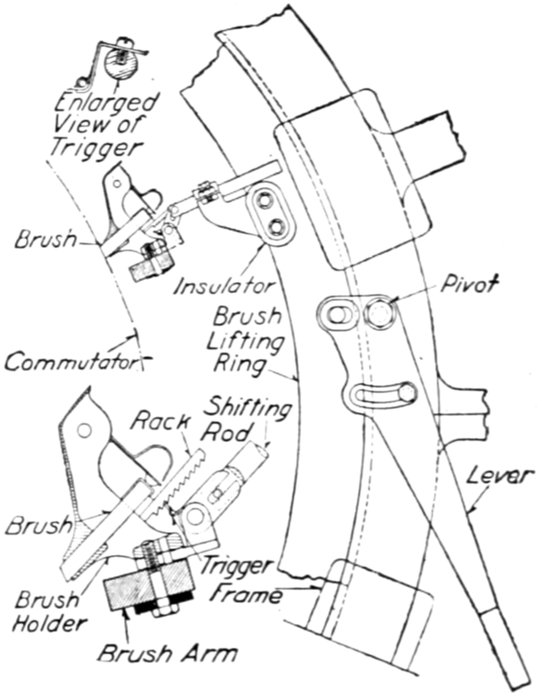 Enlarged
View of
Trigger
Brush
Insulator
Pivot
Brush
Lifting
Ring
Commutator
Shifting
Rod
Rack
Lever
Brush
Trigger
Frame
Brush
Holder
Brush Arm